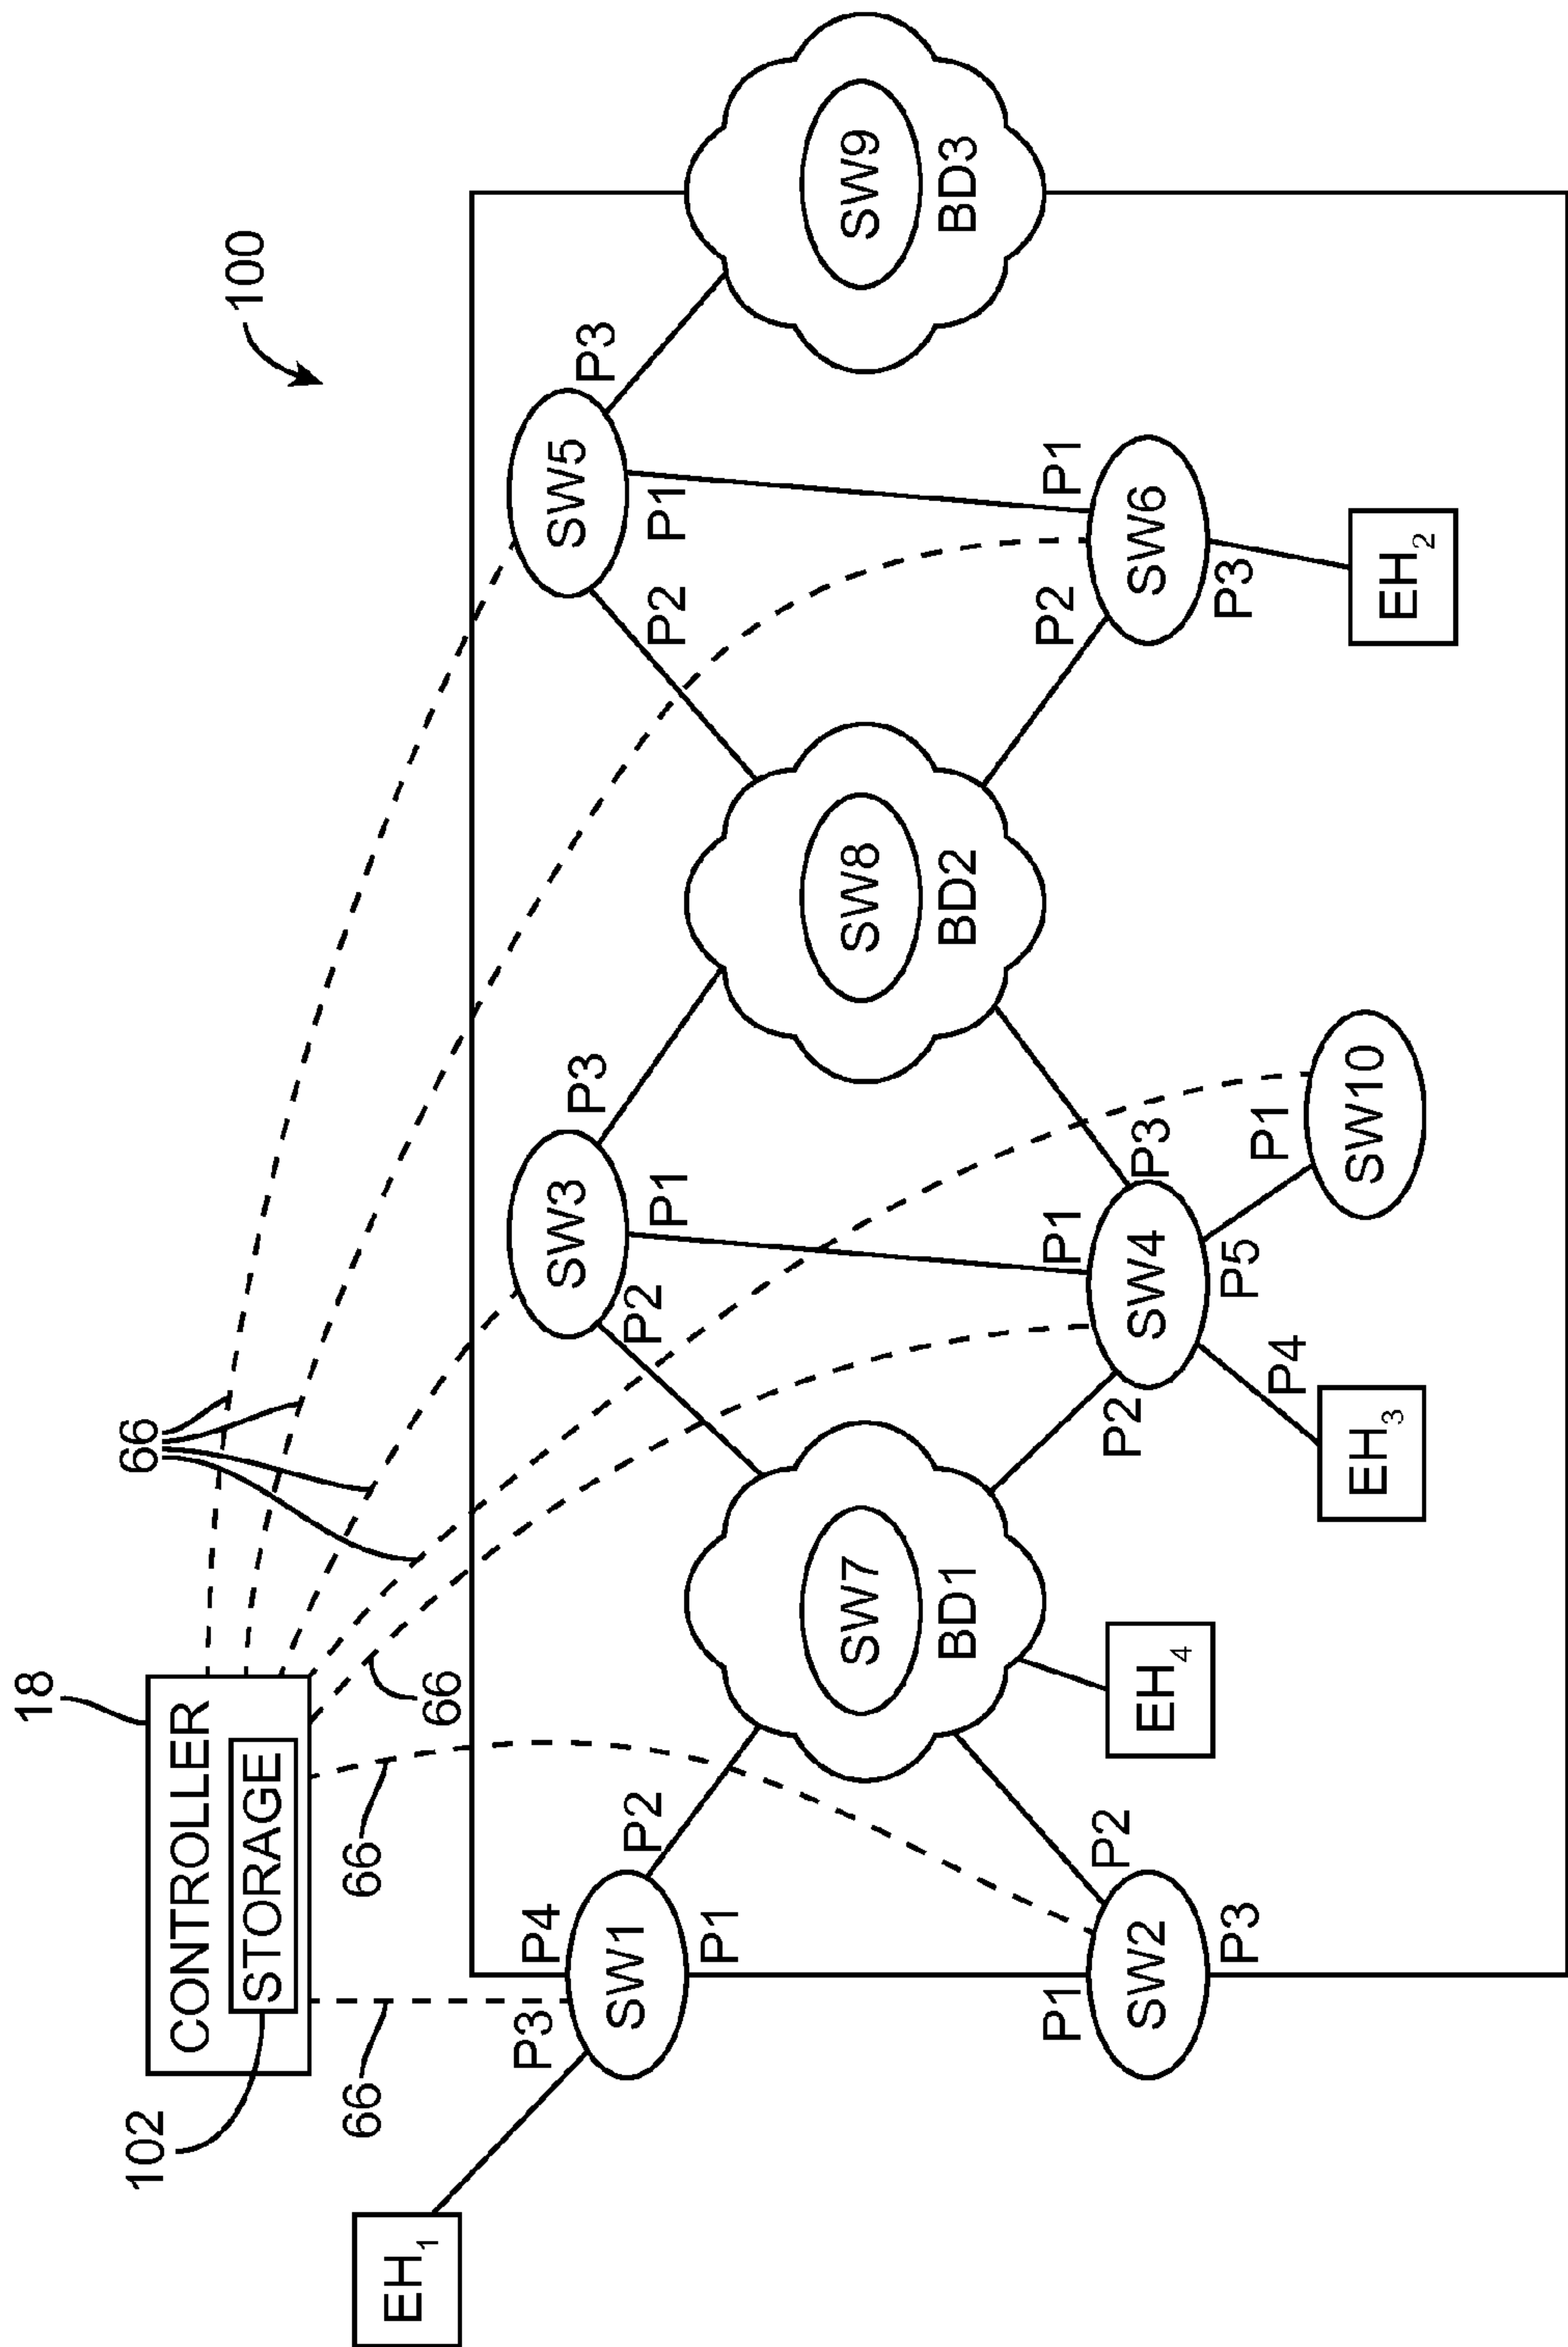 100
18
CONTROLLER
STORAGE
102
66
66
66
66
EH1
P3
P4
SW1
P1
P2
P1
SW2
P2
P3
SW7
BD1
EH4
P2
SW3
P3
P1
P1
P2
SW4
P3
P4
P5
EH3
P1
SW10
SW8
BD2
P2
SW5
P3
P1
P1
P2
SW6
P3
EH2
SW9
BD3